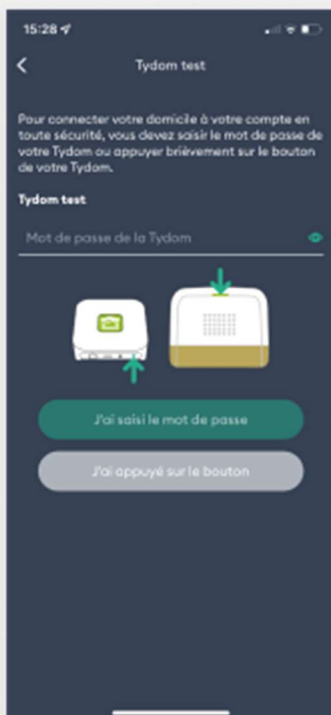 15:28
Tydom test
Pour connecter votre domicile à votre compte en
toute sécurité, vous devez saisir le mot de passe de
votre Tydom ou appuyer brièvement sur le bouton
de votre Tydom.
Tydom test
Mot de passe de la Tydom
J'ai saisi le mot de passe
J'ai appuyé sur le bouton